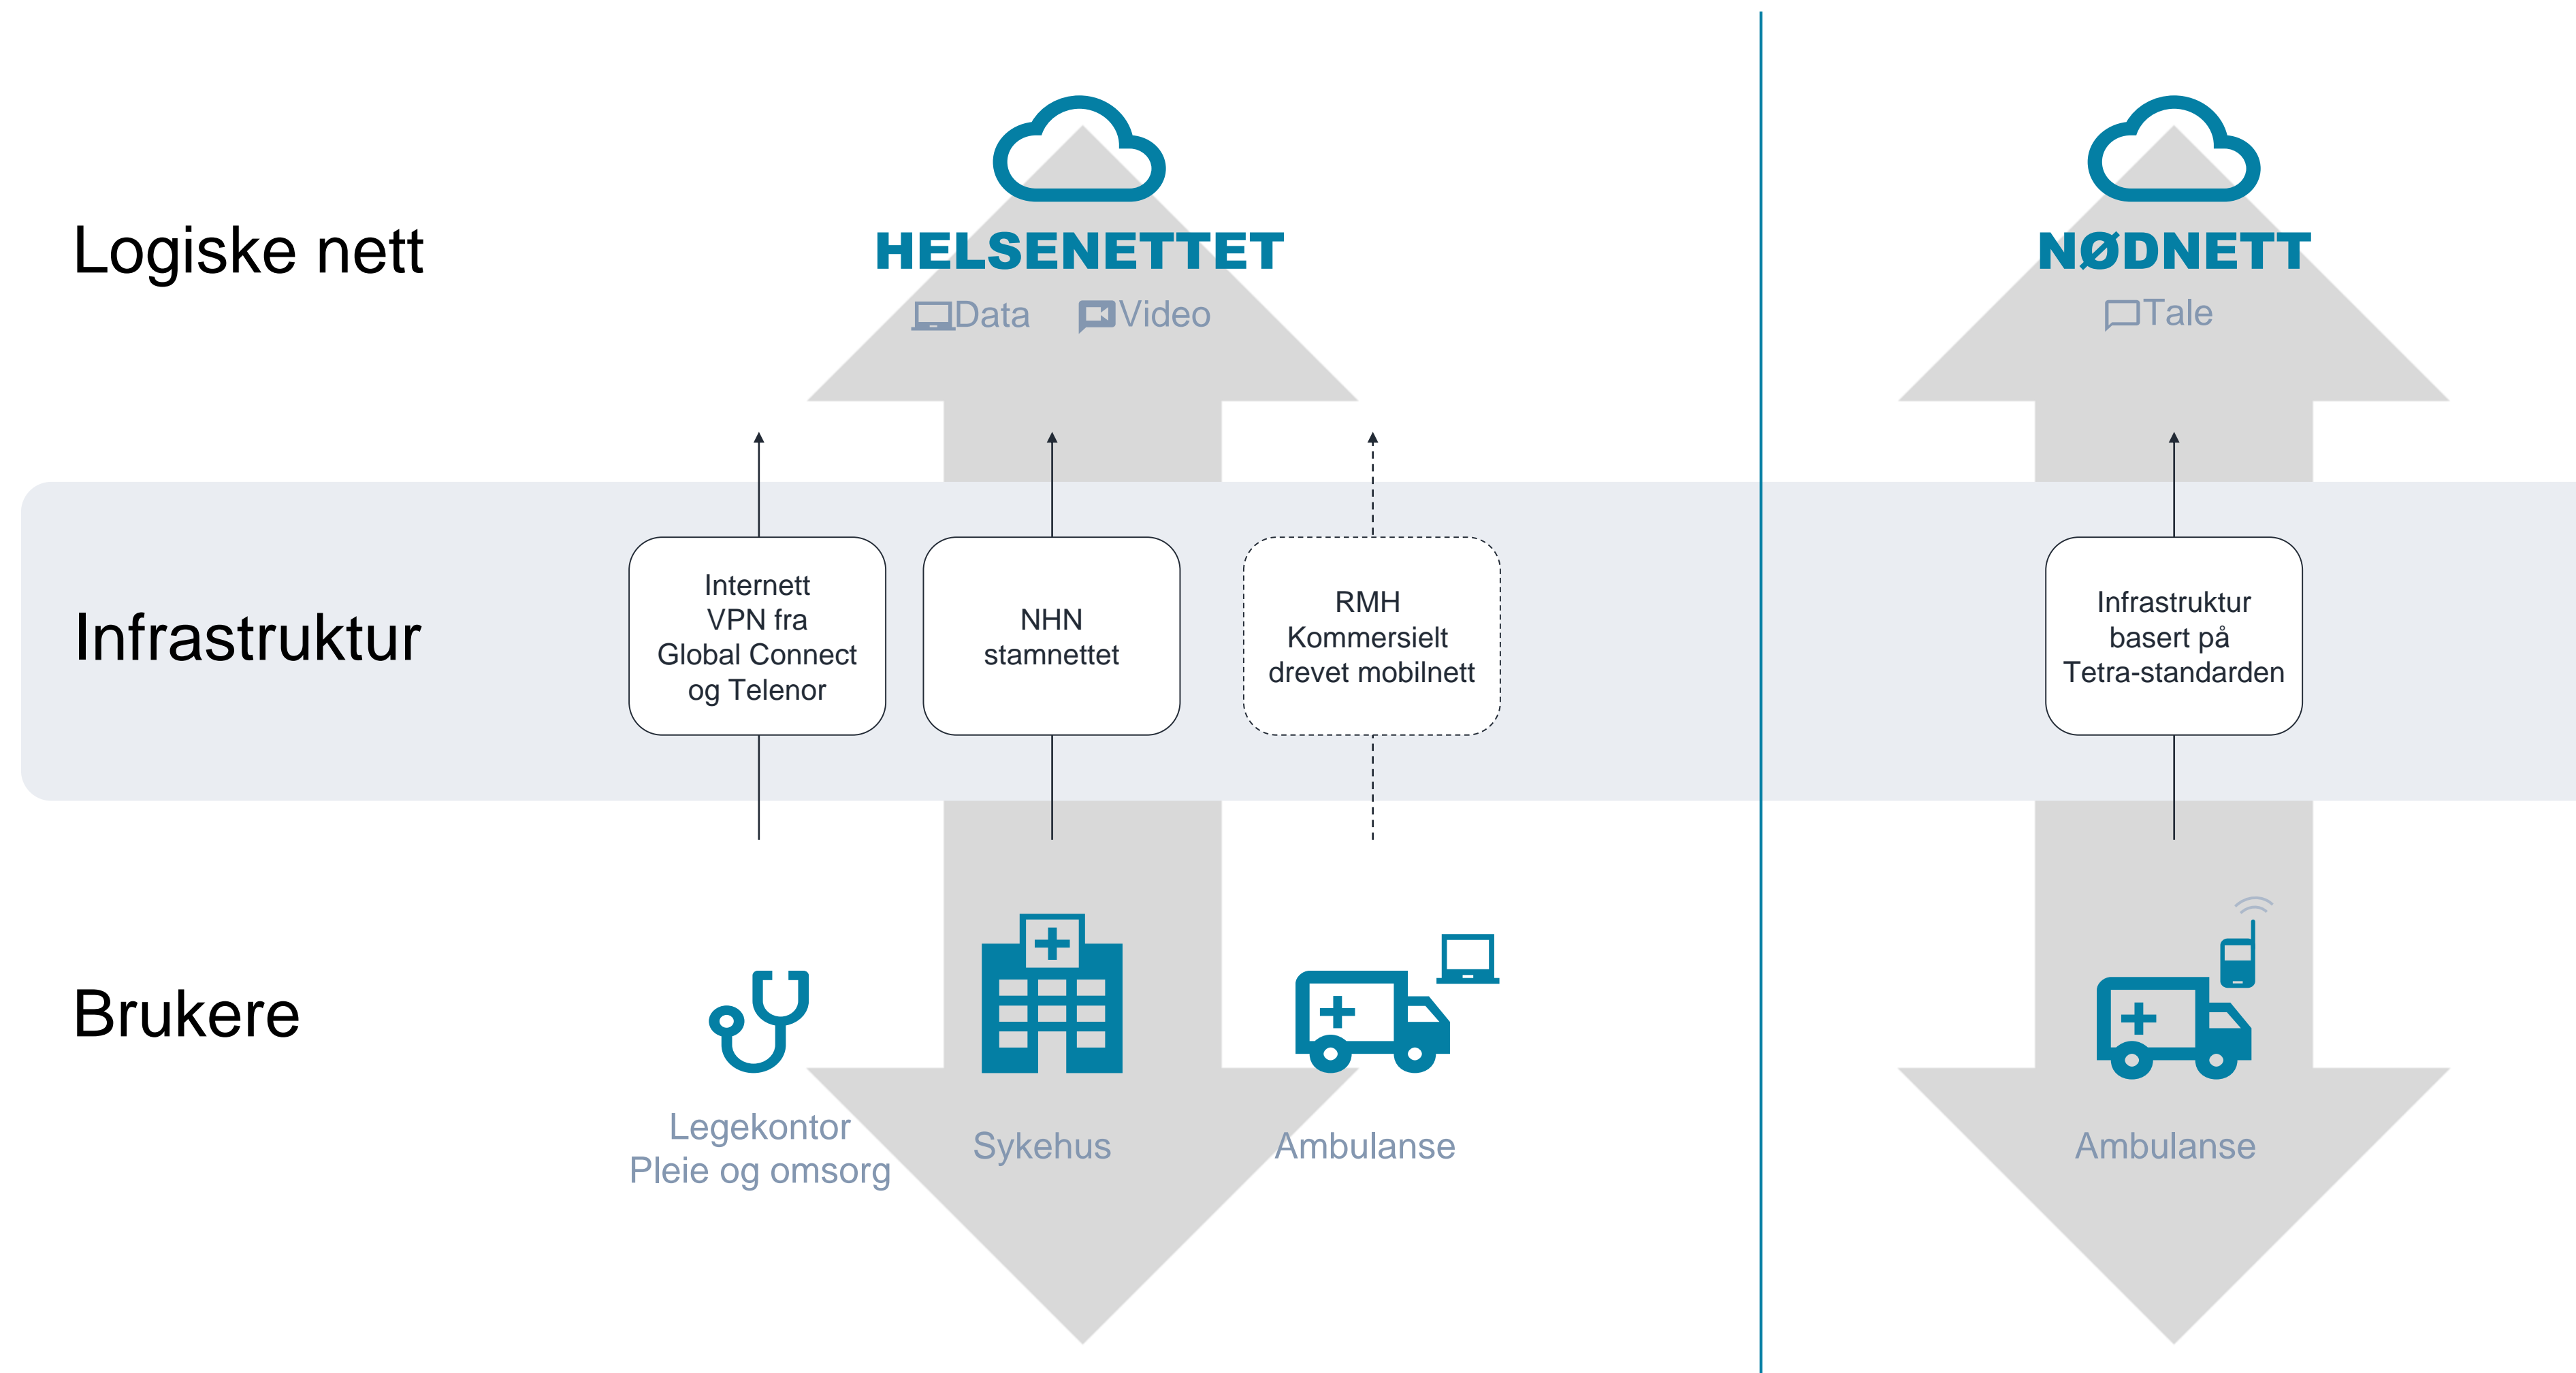 Logiske nett
HELSENETTET
Data
Video
NØDNETT
Tale
Infrastruktur
Internett
VPN fra
Global Connect
og Telenor
NHN
stamnettet
RMH
Kommersielt
drevet mobilnett
Infrastruktur
basert på
Tetra-standarden
Brukere
Legekontor
Pleie og omsorg
Sykehus
Ambulanse
Ambulanse